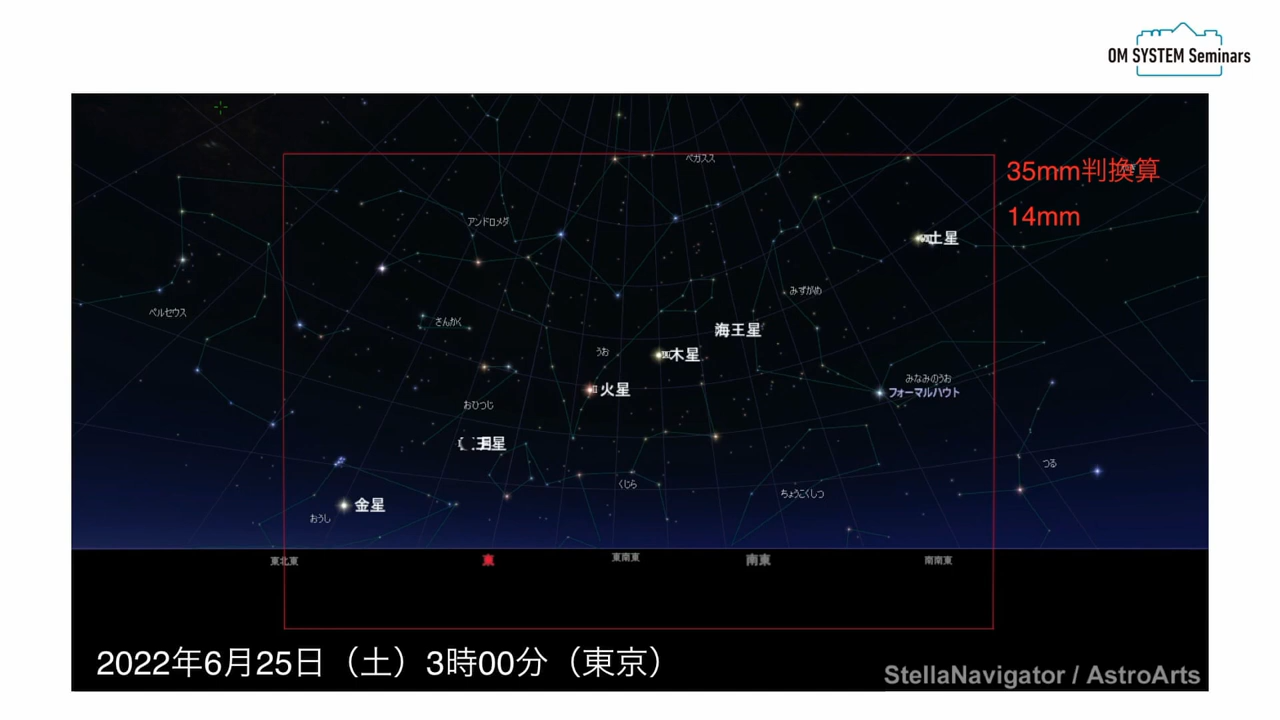 OM SYSTEM Seminars
ペガスス
35mm判換算
14mm
アンドロメダ
土星
みずがめ
ペルセウス
さんかく
海王星
うお
木星
みなみのうお
火星
フォーマルハウト
おひつじ
つる
くじら
ちょうこくしつ
金星
おうし
東北東
東
東南東
南東
南南東
2022年6月25日（土）3時00分（東京）
StellaNavigator / AstroArts